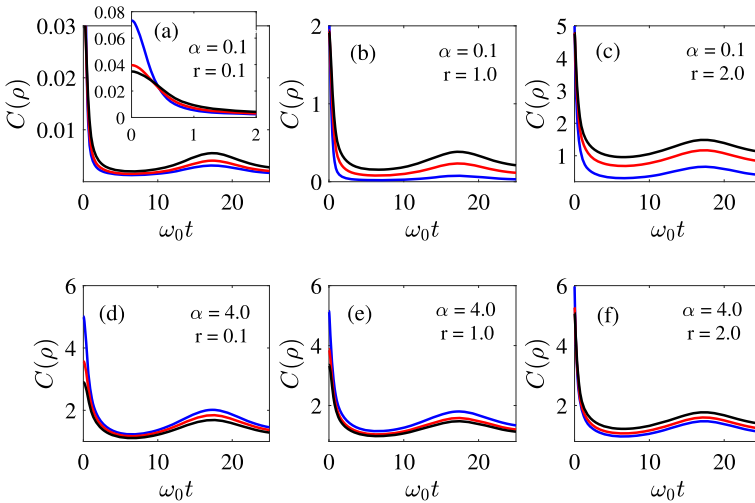 0.03
0.02
0.01
C(ρ)
0 10 20
ω₀t
0.08
0.06
0.04
0.02
0
0 1 2
(a)
α = 0.1
r = 0.1
2
1
0
C(ρ)
0 10 20
ω₀t
(b)
α = 0.1
r = 1.0
5
4
3
2
1
C(ρ)
0 10 20
ω₀t
(c)
α = 0.1
r = 2.0
6
4
2
C(ρ)
0 10 20
ω₀t
(d)
α = 4.0
r = 0.1
6
4
2
C(ρ)
0 10 20
ω₀t
(e)
α = 4.0
r = 1.0
6
4
2
C(ρ)
0 10 20
ω₀t
(f)
α = 4.0
r = 2.0